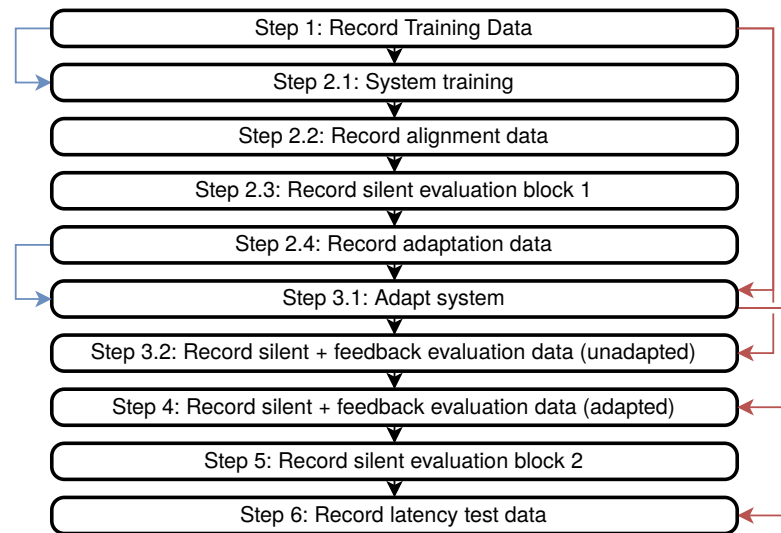 Step 1: Record Training Data
Step 2.1: System training
Step 2.2: Record alignment data
Step 2.3: Record silent evaluation block 1
Step 2.4: Record adaptation data
Step 3.1: Adapt system
Step 3.2: Record silent + feedback evaluation data (unadapted)
Step 4: Record silent + feedback evaluation data (adapted)
Step 5: Record silent evaluation block 2
Step 6: Record latency test data